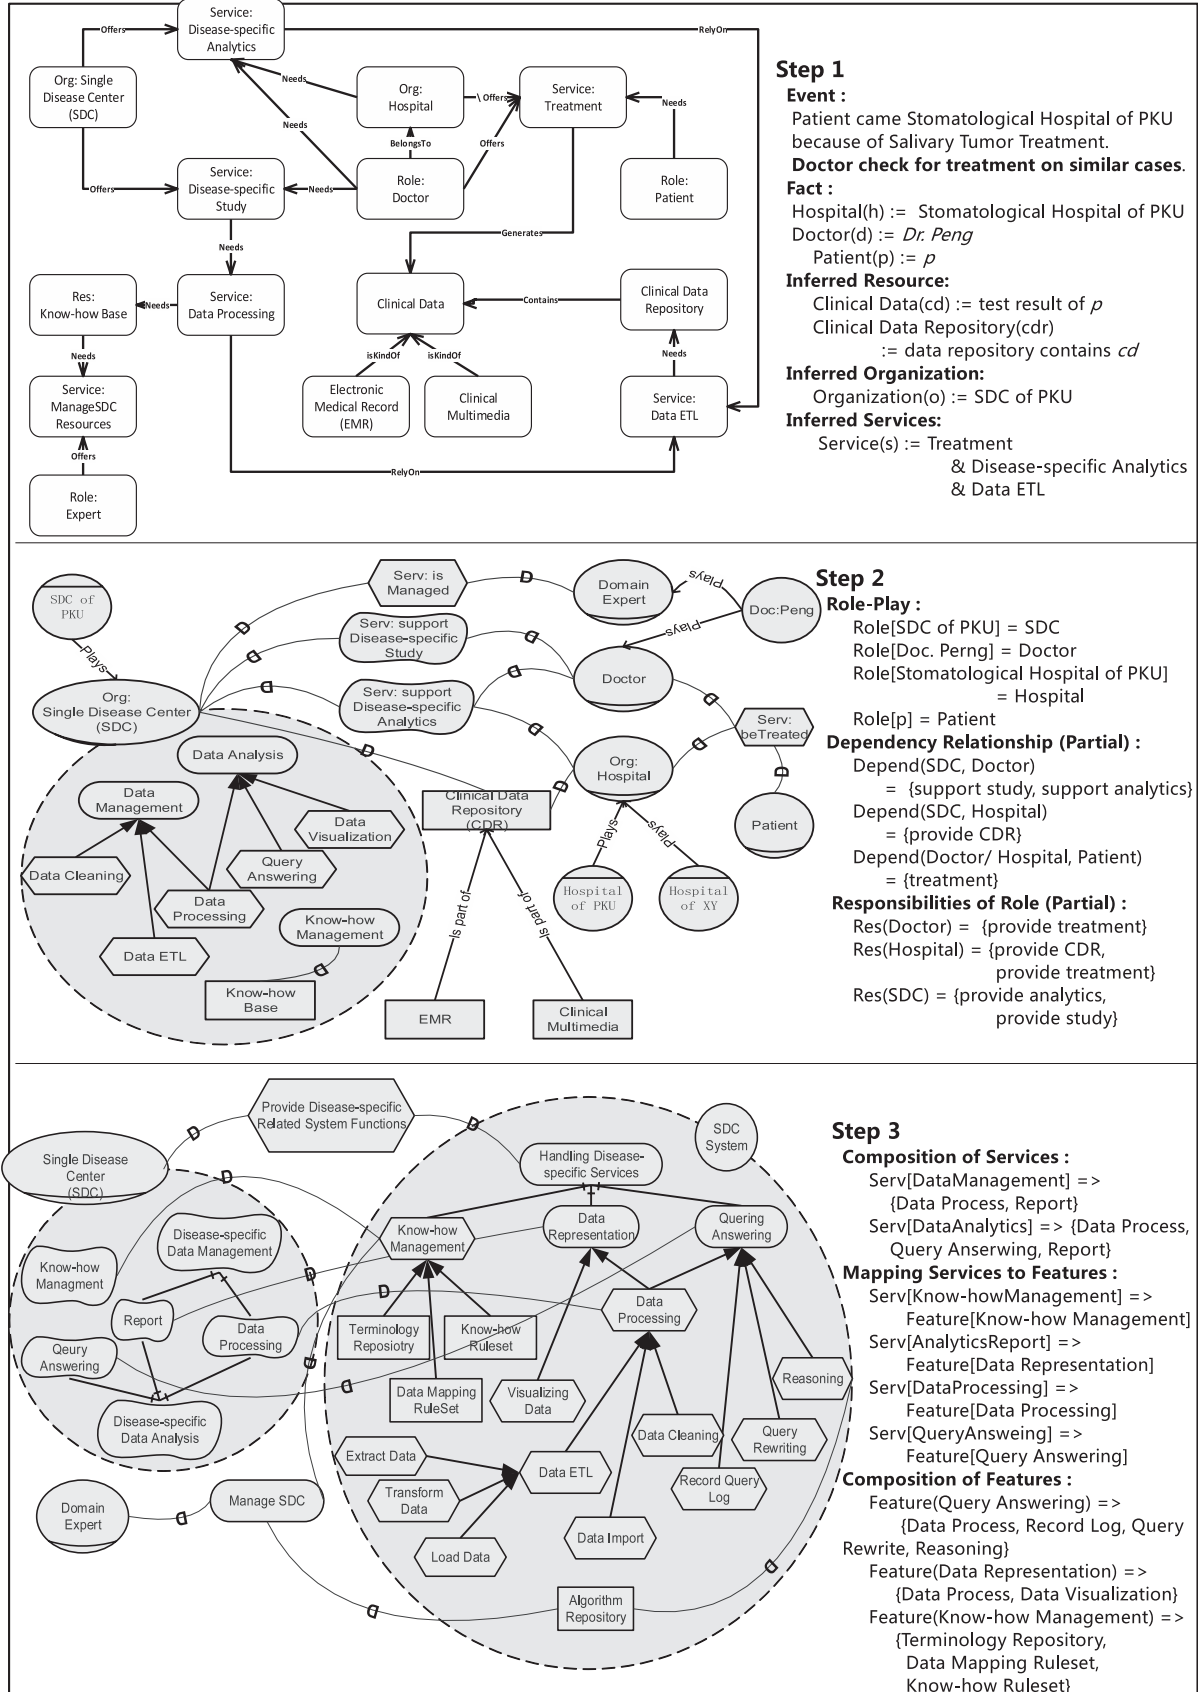 Service:
Disease-specific
Analytics
Offers
RelyOn
Org: Single
Disease Center
(SDC)
Needs
Org:
Hospital
\ Offers
Service:
Treatment
Needs
Needs
BelongsTo
Offers
Offers
Service:
Disease-specific
Study
Needs
Role:
Doctor
Role:
Patient
Needs
Generates
Res:
Know-how Base
Needs
Service:
Data Processing
Clinical Data
Contains
Clinical Data
Repository
Needs
isKindOf
isKindOf
Needs
Service:
ManageSDC
Resources
Electronic
Medical Record
(EMR)
Clinical
Multimedia
Service:
Data ETL
Offers
RelyOn
Role:
Expert
Step 1
Event :
Patient came Stomatological Hospital of PKU
because of Salivary Tumor Treatment.
Doctor check for treatment on similar cases.
Fact :
Hospital(h) := Stomatological Hospital of PKU
Doctor(d) := Dr. Peng
Patient(p) := p
Inferred Resource:
Clinical Data(cd) := test result of p
Clinical Data Repository(cdr)
:= data repository contains cd
Inferred Organization:
Organization(o) := SDC of PKU
Inferred Services:
Service(s) := Treatment
& Disease-specific Analytics
& Data ETL
SDC of
PKU
Plays
Serv: is
Managed
D
D
Domain
Expert
Plays
Doc:Peng
Plays
Serv: support
Disease-specific
Study
D
D
Doctor
Org:
Single Disease Center
(SDC)
D
Serv: support
Disease-specific
Analytics
D
D
D
Serv:
beTreated
D
D
D
D
Org:
Hospital
Data Analysis
Data
Management
Clinical Data
Repository
(CDR)
Data
Visualization
Patient
Plays
Plays
Query
Answering
Data Cleaning
Data
Processing
Hospital
of PKU
Hospital
of XY
Know-how
Management
Is part of
Is part of
Data ETL
D
Know-how
Base
EMR
Clinical
Multimedia
Step 2
Role-Play :
Role[SDC of PKU] = SDC
Role[Doc. Perng] = Doctor
Role[Stomatological Hospital of PKU]
= Hospital
Role[p] = Patient
Dependency Relationship (Partial) :
Depend(SDC, Doctor)
= {support study, support analytics}
Depend(SDC, Hospital)
= {provide CDR}
Depend(Doctor/ Hospital, Patient)
= {treatment}
Responsibilities of Role (Partial) :
Res(Doctor) = {provide treatment}
Res(Hospital) = {provide CDR,
provide treatment}
Res(SDC) = {provide analytics,
provide study}
Provide Disease-specific
Related System Functions
D
D
SDC
System
Single Disease
Center
(SDC)
D
Handling Disease-
specific Services
Disease-specific
Data Management
Know-how
Managment
Know-how
Management
Data
Representation
Quering
Answering
D
D
Report
Data
Processing
Data
Processing
Qeury
Answering
Terminology
Reposiotry
Know-how
Ruleset
D
D
Reasoning
Disease-specific
Data Analysis
Data Mapping
RuleSet
Visualizing
Data
Data Cleaning
Query
Rewriting
Extract Data
Data ETL
Record Query
Log
Transform
Data
Domain
Expert
D
Manage SDC
Load Data
Data Import
D
D
Algorithm
Repository
Step 3
Composition of Services :
Serv[DataManagement] =>
{Data Process, Report}
Serv[DataAnalytics] => {Data Process,
Query Anserwing, Report}
Mapping Services to Features :
Serv[Know-howManagement] =>
Feature[Know-how Management]
Serv[AnalyticsReport] =>
Feature[Data Representation]
Serv[DataProcessing] =>
Feature[Data Processing]
Serv[QueryAnsweing] =>
Feature[Query Answering]
Composition of Features :
Feature(Query Answering) =>
{Data Process, Record Log, Query
Rewrite, Reasoning}
Feature(Data Representation) =>
{Data Process, Data Visualization}
Feature(Know-how Management) =>
{Terminology Repository,
Data Mapping Ruleset,
Know-how Ruleset}